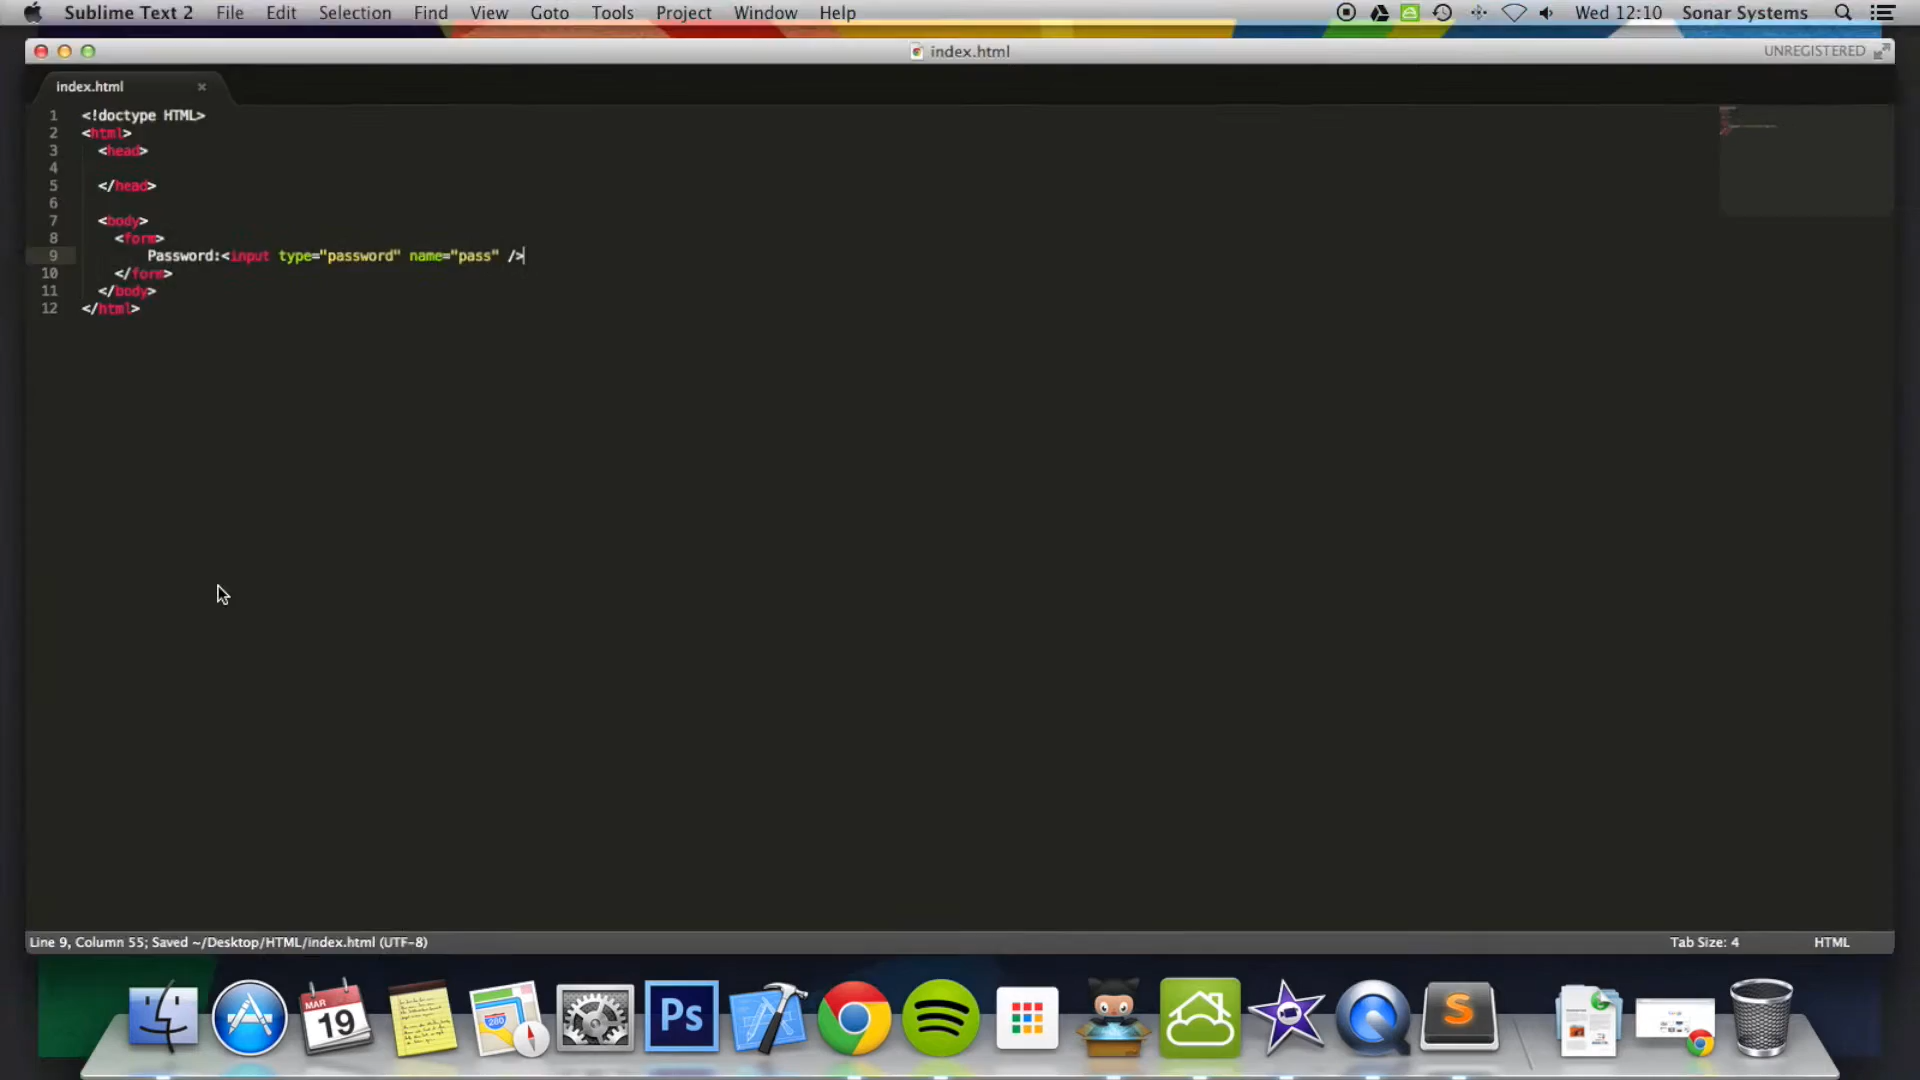 Sublime Text 2 File Edit Selection Find View Goto Tools Project Window Help Wed 12:10 Sonar Systems
index.html UNREGISTERED
index.html ×
1 <!doctype HTML>
2 <html>
3 <head>
4
5 </head>
6
7 <body>
8 <form>
9 Password:<input type="password" name="pass" />
10 </form>
11 </body>
12 </html>
Line 9, Column 55; Saved ~/Desktop/HTML/index.html (UTF-8) Tab Size: 4 HTML
MAR
19
280
Ps
S